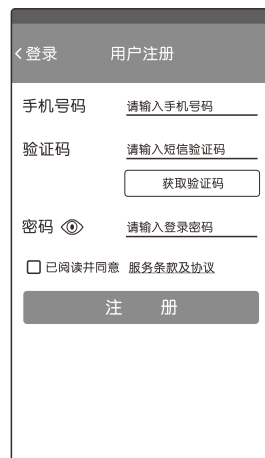 <登录 用户注册
手机号码 请输入手机号码
验证码 请输入短信验证码
获取验证码
密码 请输入登录密码
已阅读并同意 服务条款及协议
注 册